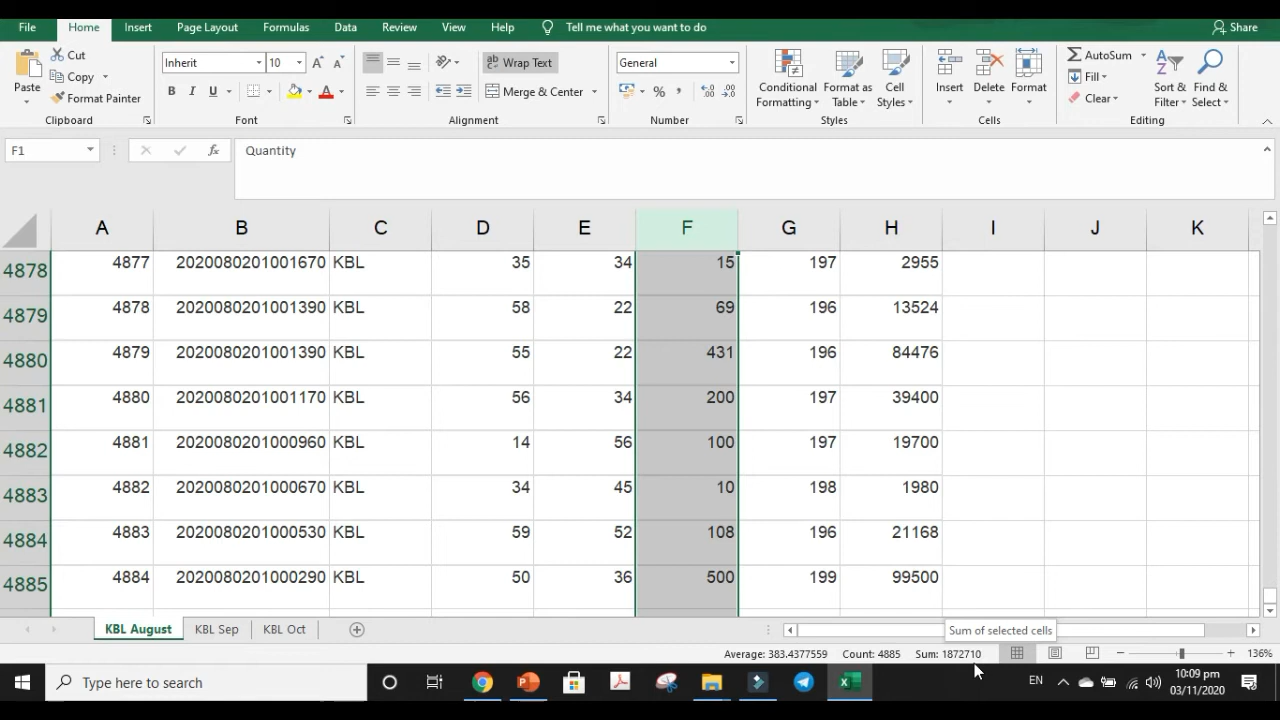 File Home Insert Page Layout Formulas Data Review View Help Tell me what you want to do Share
Paste Cut Copy Format Painter Inherit 10 B I U Wrap Text Merge & Center General % , Conditional Formatting Format as Table Cell Styles Insert Delete Format AutoSum Fill Clear Sort & Filter Find & Select
Clipboard Font Alignment Number Styles Cells Editing
F1 fx Quantity
A B C D E F G H I J K
4878 4877 2020080201001670 KBL 35 34 15 197 2955
4879 4878 2020080201001390 KBL 58 22 69 196 13524
4880 4879 2020080201001390 KBL 55 22 431 196 84476
4881 4880 2020080201001170 KBL 56 34 200 197 39400
4882 4881 2020080201000960 KBL 14 56 100 197 19700
4883 4882 2020080201000670 KBL 34 45 10 198 1980
4884 4883 2020080201000530 KBL 59 52 108 196 21168
4885 4884 2020080201000290 KBL 50 36 500 199 99500
KBL August KBL Sep KBL Oct Sum of selected cells
Average: 383.4377559 Count: 4885 Sum: 1872710 136%
Type here to search EN 10:09 pm
03/11/2020